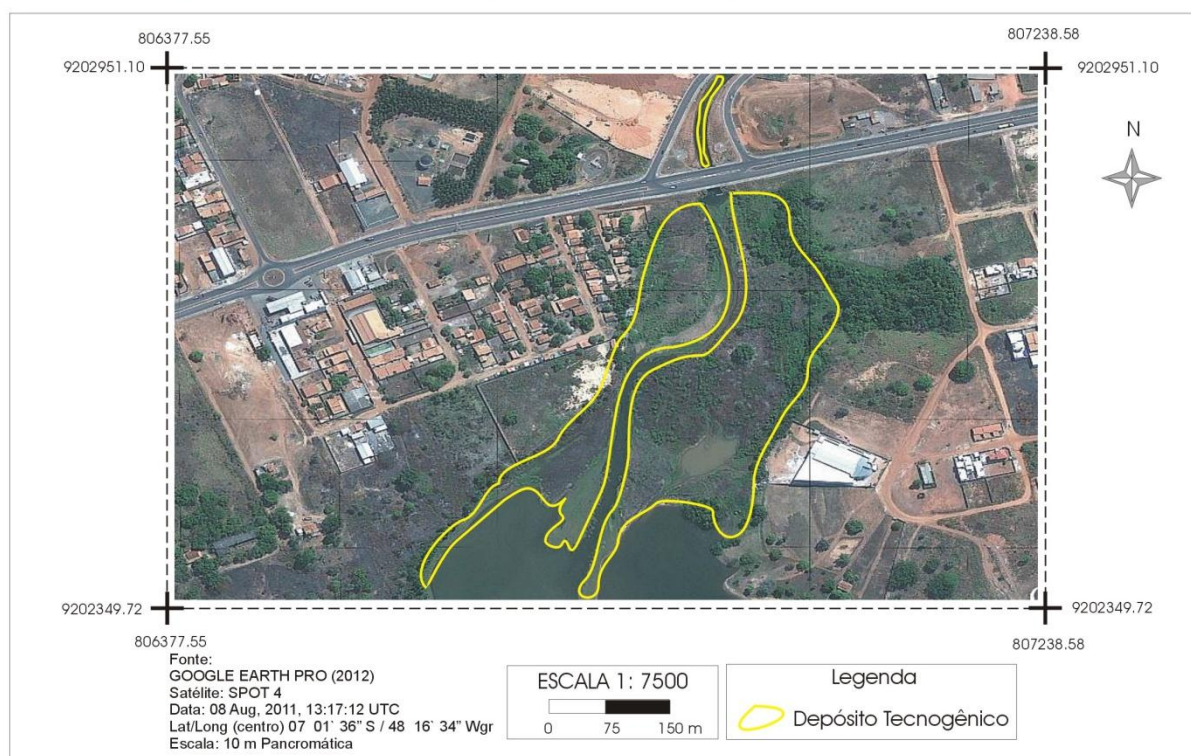 806377.55
807238.58
9202951.10
9202951.10
N
9202349.72
9202349.72
806377.55
807238.58
Fonte:
GOOGLE EARTH PRO (2012)
Satélite: SPOT 4
Data: 08 Aug, 2011, 13:17:12 UTC
Lat/Long (centro) 07 01` 36” S / 48 16` 34” Wgr
Escala: 10 m Pancromática
ESCALA 1: 7500
0 75 150 m
Legenda
Depósito Tecnogênico